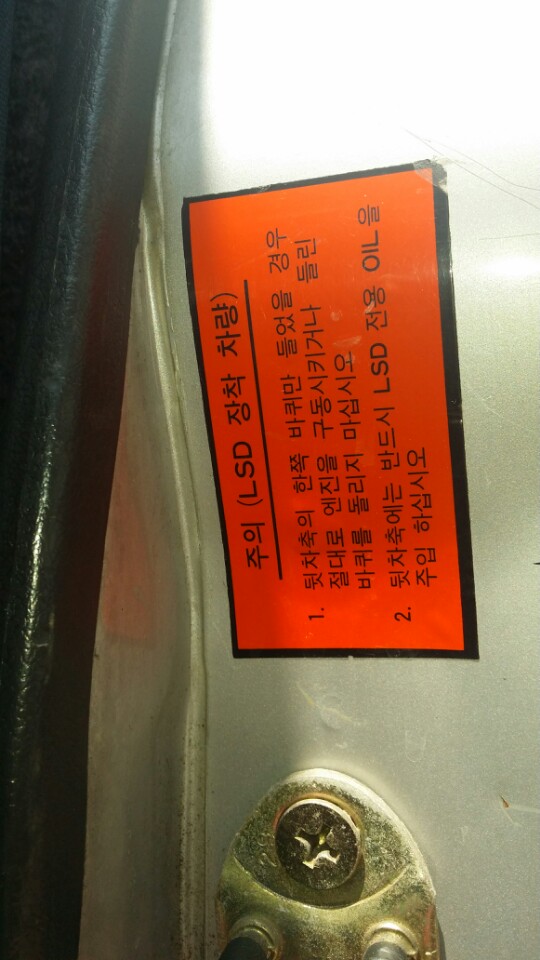 주의 (LSD 장착 차량)
1. 뒷차축의 한쪽 바퀴만 들었을 경우
절대로 엔진을 구동시키거나 들린
바퀴를 돌리지 마십시오
2. 뒷차축에는 반드시 LSD 전용 OIL을
주입 하십시오